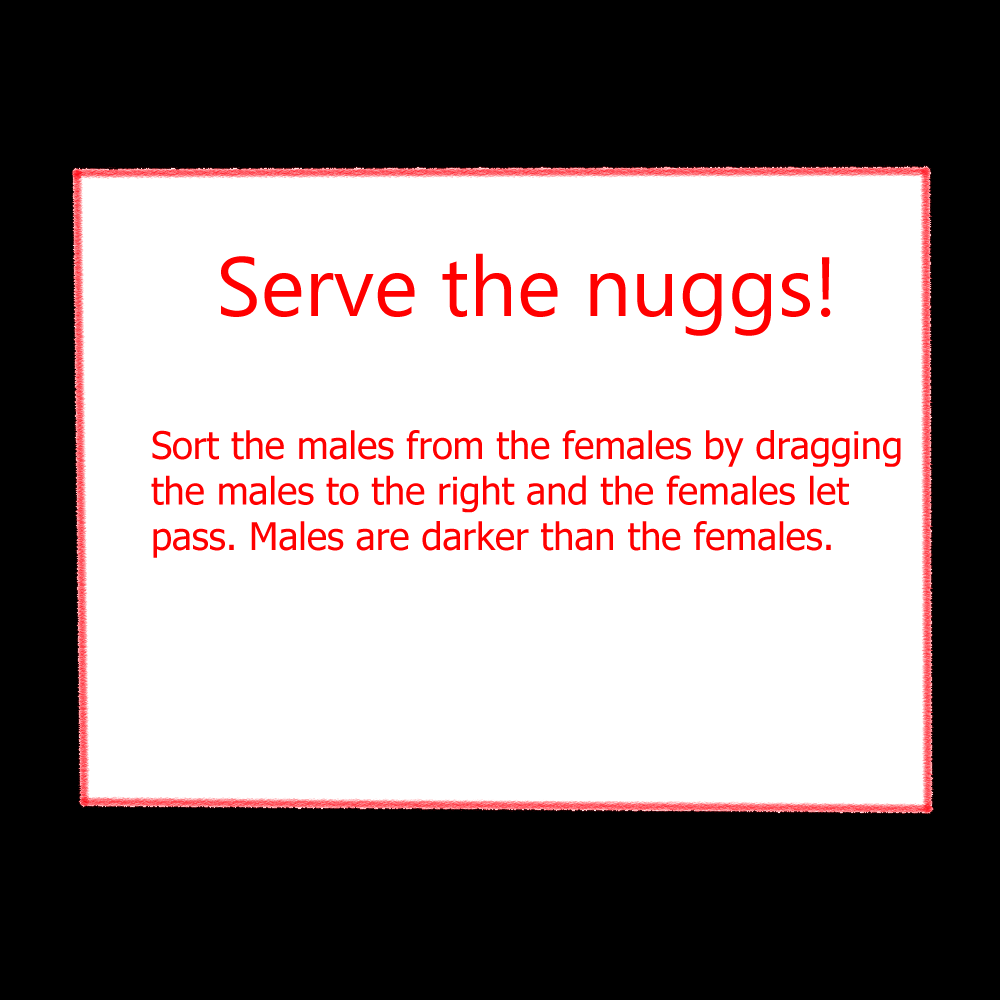 Serve the nuggs!
Sort the males from the females by dragging
the males to the right and the females let
pass. Males are darker than the females.